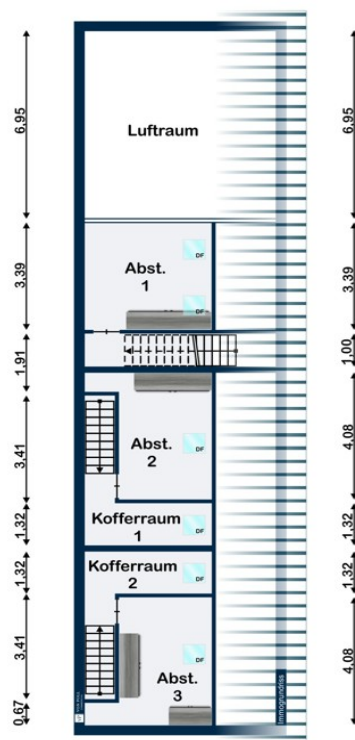 6,95
3,39
1,91
3,41
1,32
1,32
3,41
0,67
Luftraum
Abst.
1
DF
DF
Abst.
2
DF
Kofferraum
1
DF
Kofferraum
2
DF
DF
Abst.
3
DF
Immogrundriss
6,95
3,39
1,00
4,08
1,32
1,32
4,08